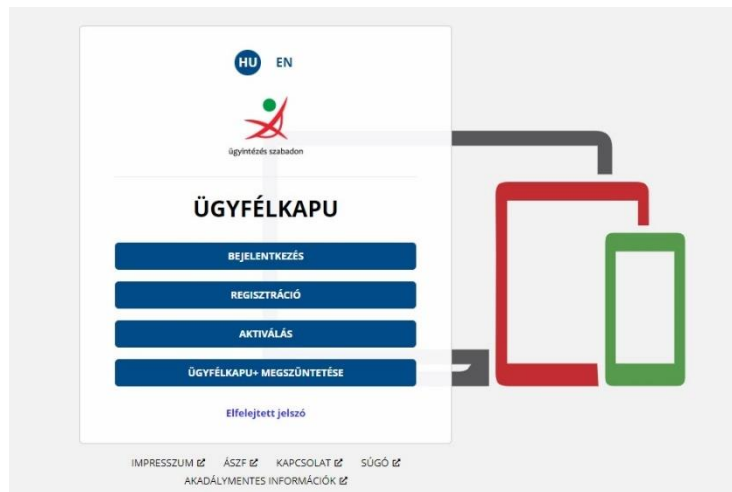 HU EN
ügyintézés szabadon
ÜGYFÉLKAPU
BEJELENTKEZÉS
REGISZTRÁCIÓ
AKTIVÁLÁS
ÜGYFÉLKAPU+ MEGSZÜNTETÉSE
Elfelejtett jelszó
IMPRESSZUM ÁSZF KAPCSOLAT SÚGÓ
AKADÁLYMENTES INFORMÁCIÓK